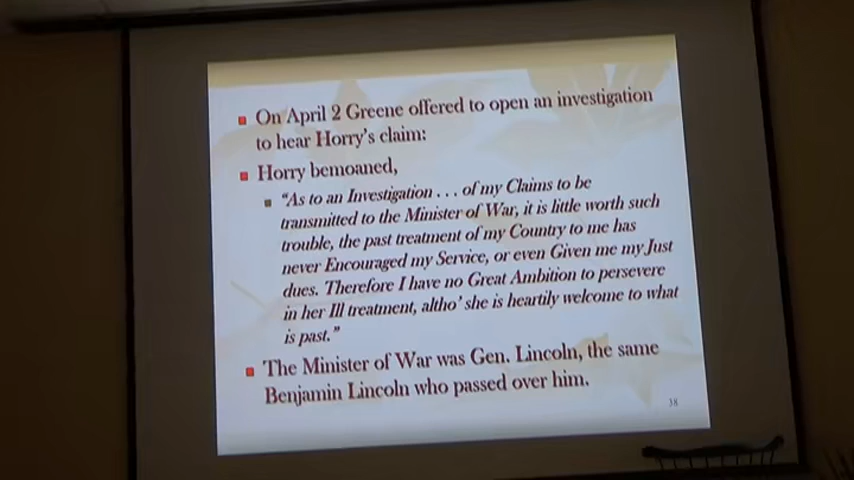 On April 2 Greene offered to open an investigation
to hear Horry's claim:
Horry bemoaned,
"As to an Investigation . . . of my Claims to be
transmitted to the Minister of War, it is little worth such
trouble, the past treatment of my Country to me has
never Encouraged my Service, or even Given me my Just
dues. Therefore I have no Great Ambition to persevere
in her Ill treatment, altho' she is heartily welcome to what
is past."
The Minister of War was Gen. Lincoln, the same
Benjamin Lincoln who passed over him.
38